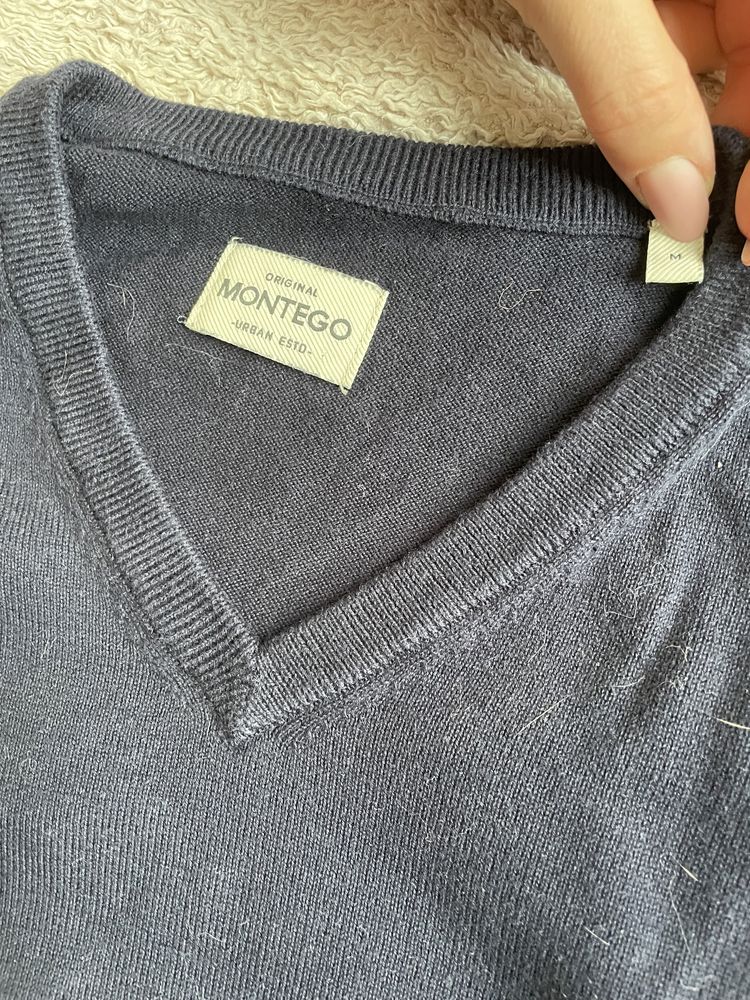 ORIGINAL
MONTEGO
-URBAN ESTD-
M